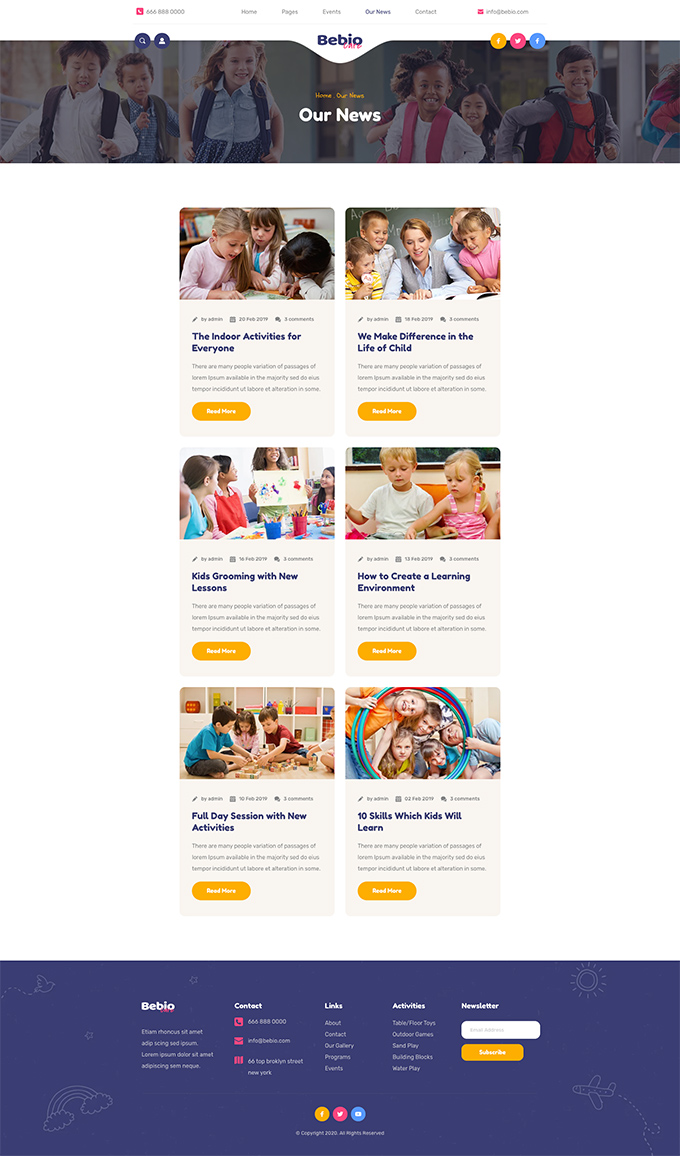 666 888 0000
Home Pages Events Our News Contact
info@bebio.com
Bebio
care
Home . Our News
Our News
by admin 20 Feb 2019 3 comments
The Indoor Activities for
Everyone
There are many people variation of passages of
lorem Ipsum available in the majority sed do eius
tempor incididunt ut labore et alteration in some.
Read More
by admin 18 Feb 2019 3 comments
We Make Difference in the
Life of Child
There are many people variation of passages of
lorem Ipsum available in the majority sed do eius
tempor incididunt ut labore et alteration in some.
Read More
by admin 16 Feb 2019 3 comments
Kids Grooming with New
Lessons
There are many people variation of passages of
lorem Ipsum available in the majority sed do eius
tempor incididunt ut labore et alteration in some.
Read More
by admin 13 Feb 2019 3 comments
How to Create a Learning
Environment
There are many people variation of passages of
lorem Ipsum available in the majority sed do eius
tempor incididunt ut labore et alteration in some.
Read More
by admin 10 Feb 2019 3 comments
Full Day Session with New
Activities
There are many people variation of passages of
lorem Ipsum available in the majority sed do eius
tempor incididunt ut labore et alteration in some.
Read More
by admin 02 Feb 2019 3 comments
10 Skills Which Kids Will
Learn
There are many people variation of passages of
lorem Ipsum available in the majority sed do eius
tempor incididunt ut labore et alteration in some.
Read More
Bebio
care
Etiam rhoncus sit amet
adip scing sed ipsum.
Lorem ipsum dolor sit amet
adipiscing sem neque.
Contact
666 888 0000
info@bebio.com
66 top broklyn street
new york
Links
About
Contact
Our Gallery
Programs
Events
Activities
Table/Floor Toys
Outdoor Games
Sand Play
Building Blocks
Water Play
Newsletter
Email Address
Subscribe
© Copyright 2020. All Rights Reserved